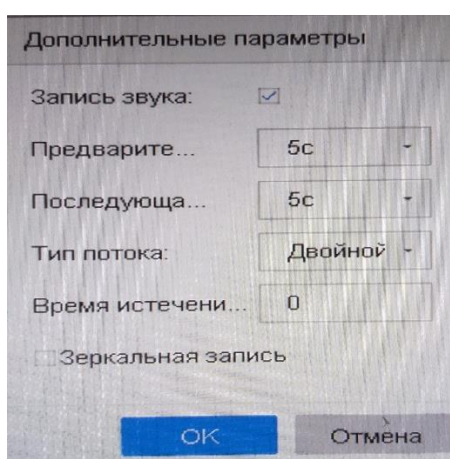 Дополнительные параметры
Запись звука:
Предварите... 5с
Последующа... 5с
Тип потока: Двойной
Время истечени... 0
Зеркальная запись
OK Отмена